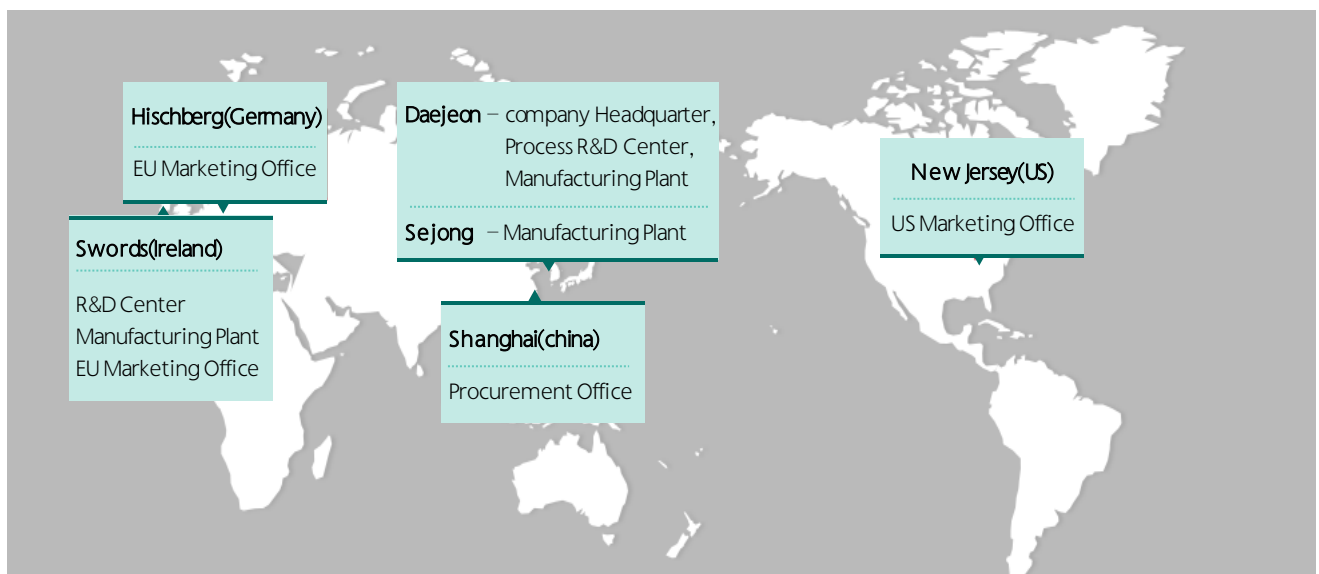 Hischberg(Germany)
EU Marketing Office
Swords(Ireland)
R&D Center
Manufacturing Plant
EU Marketing Office
Daejeon – company Headquarter,
Process R&D Center,
Manufacturing Plant
Sejong – Manufacturing Plant
Shanghai(china)
Procurement Office
New Jersey(US)
US Marketing Office